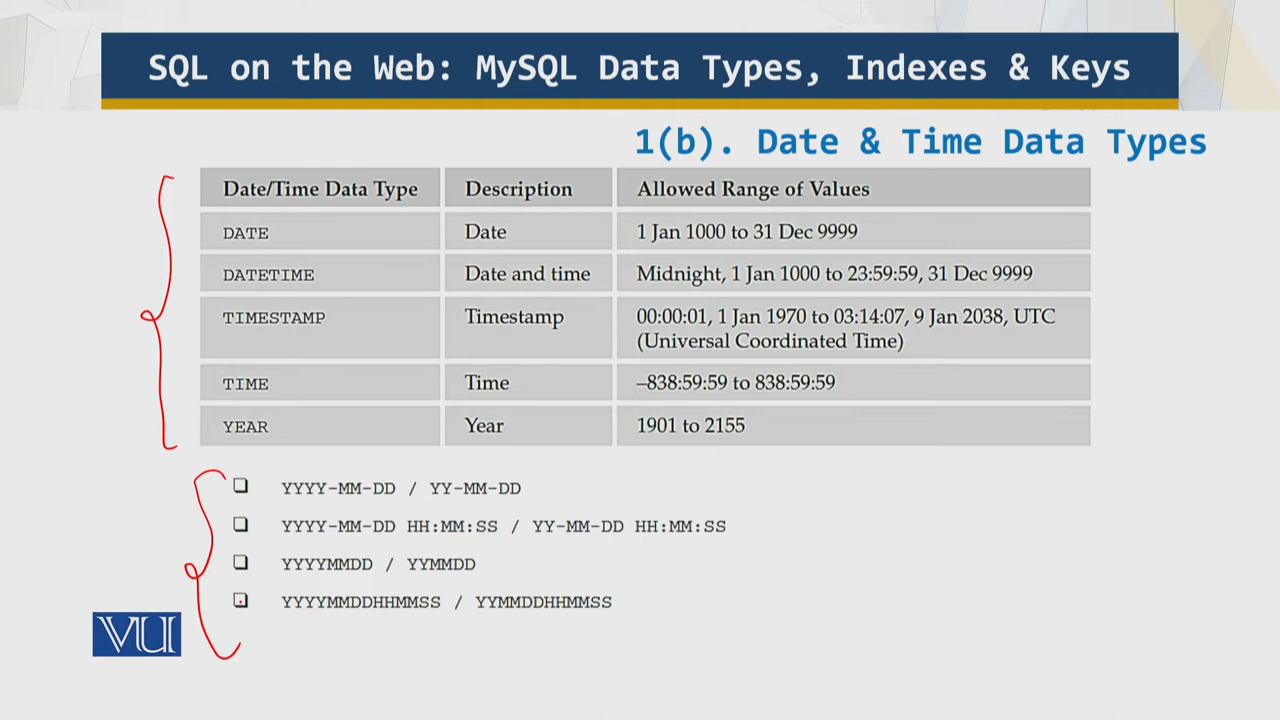 SQL on the Web: MySQL Data Types, Indexes & Keys
1(b). Date & Time Data Types
Date/Time Data Type Description Allowed Range of Values
DATE Date 1 Jan 1000 to 31 Dec 9999
DATETIME Date and time Midnight, 1 Jan 1000 to 23:59:59, 31 Dec 9999
TIMESTAMP Timestamp 00:00:01, 1 Jan 1970 to 03:14:07, 9 Jan 2038, UTC
(Universal Coordinated Time)
TIME Time –838:59:59 to 838:59:59
YEAR Year 1901 to 2155
❑ YYYY-MM-DD / YY-MM-DD
❑ YYYY-MM-DD HH:MM:SS / YY-MM-DD HH:MM:SS
❑ YYYYMMDD / YYMMDD
❑ YYYYMMDDHHMMSS / YYMMDDHHMMSS
VU